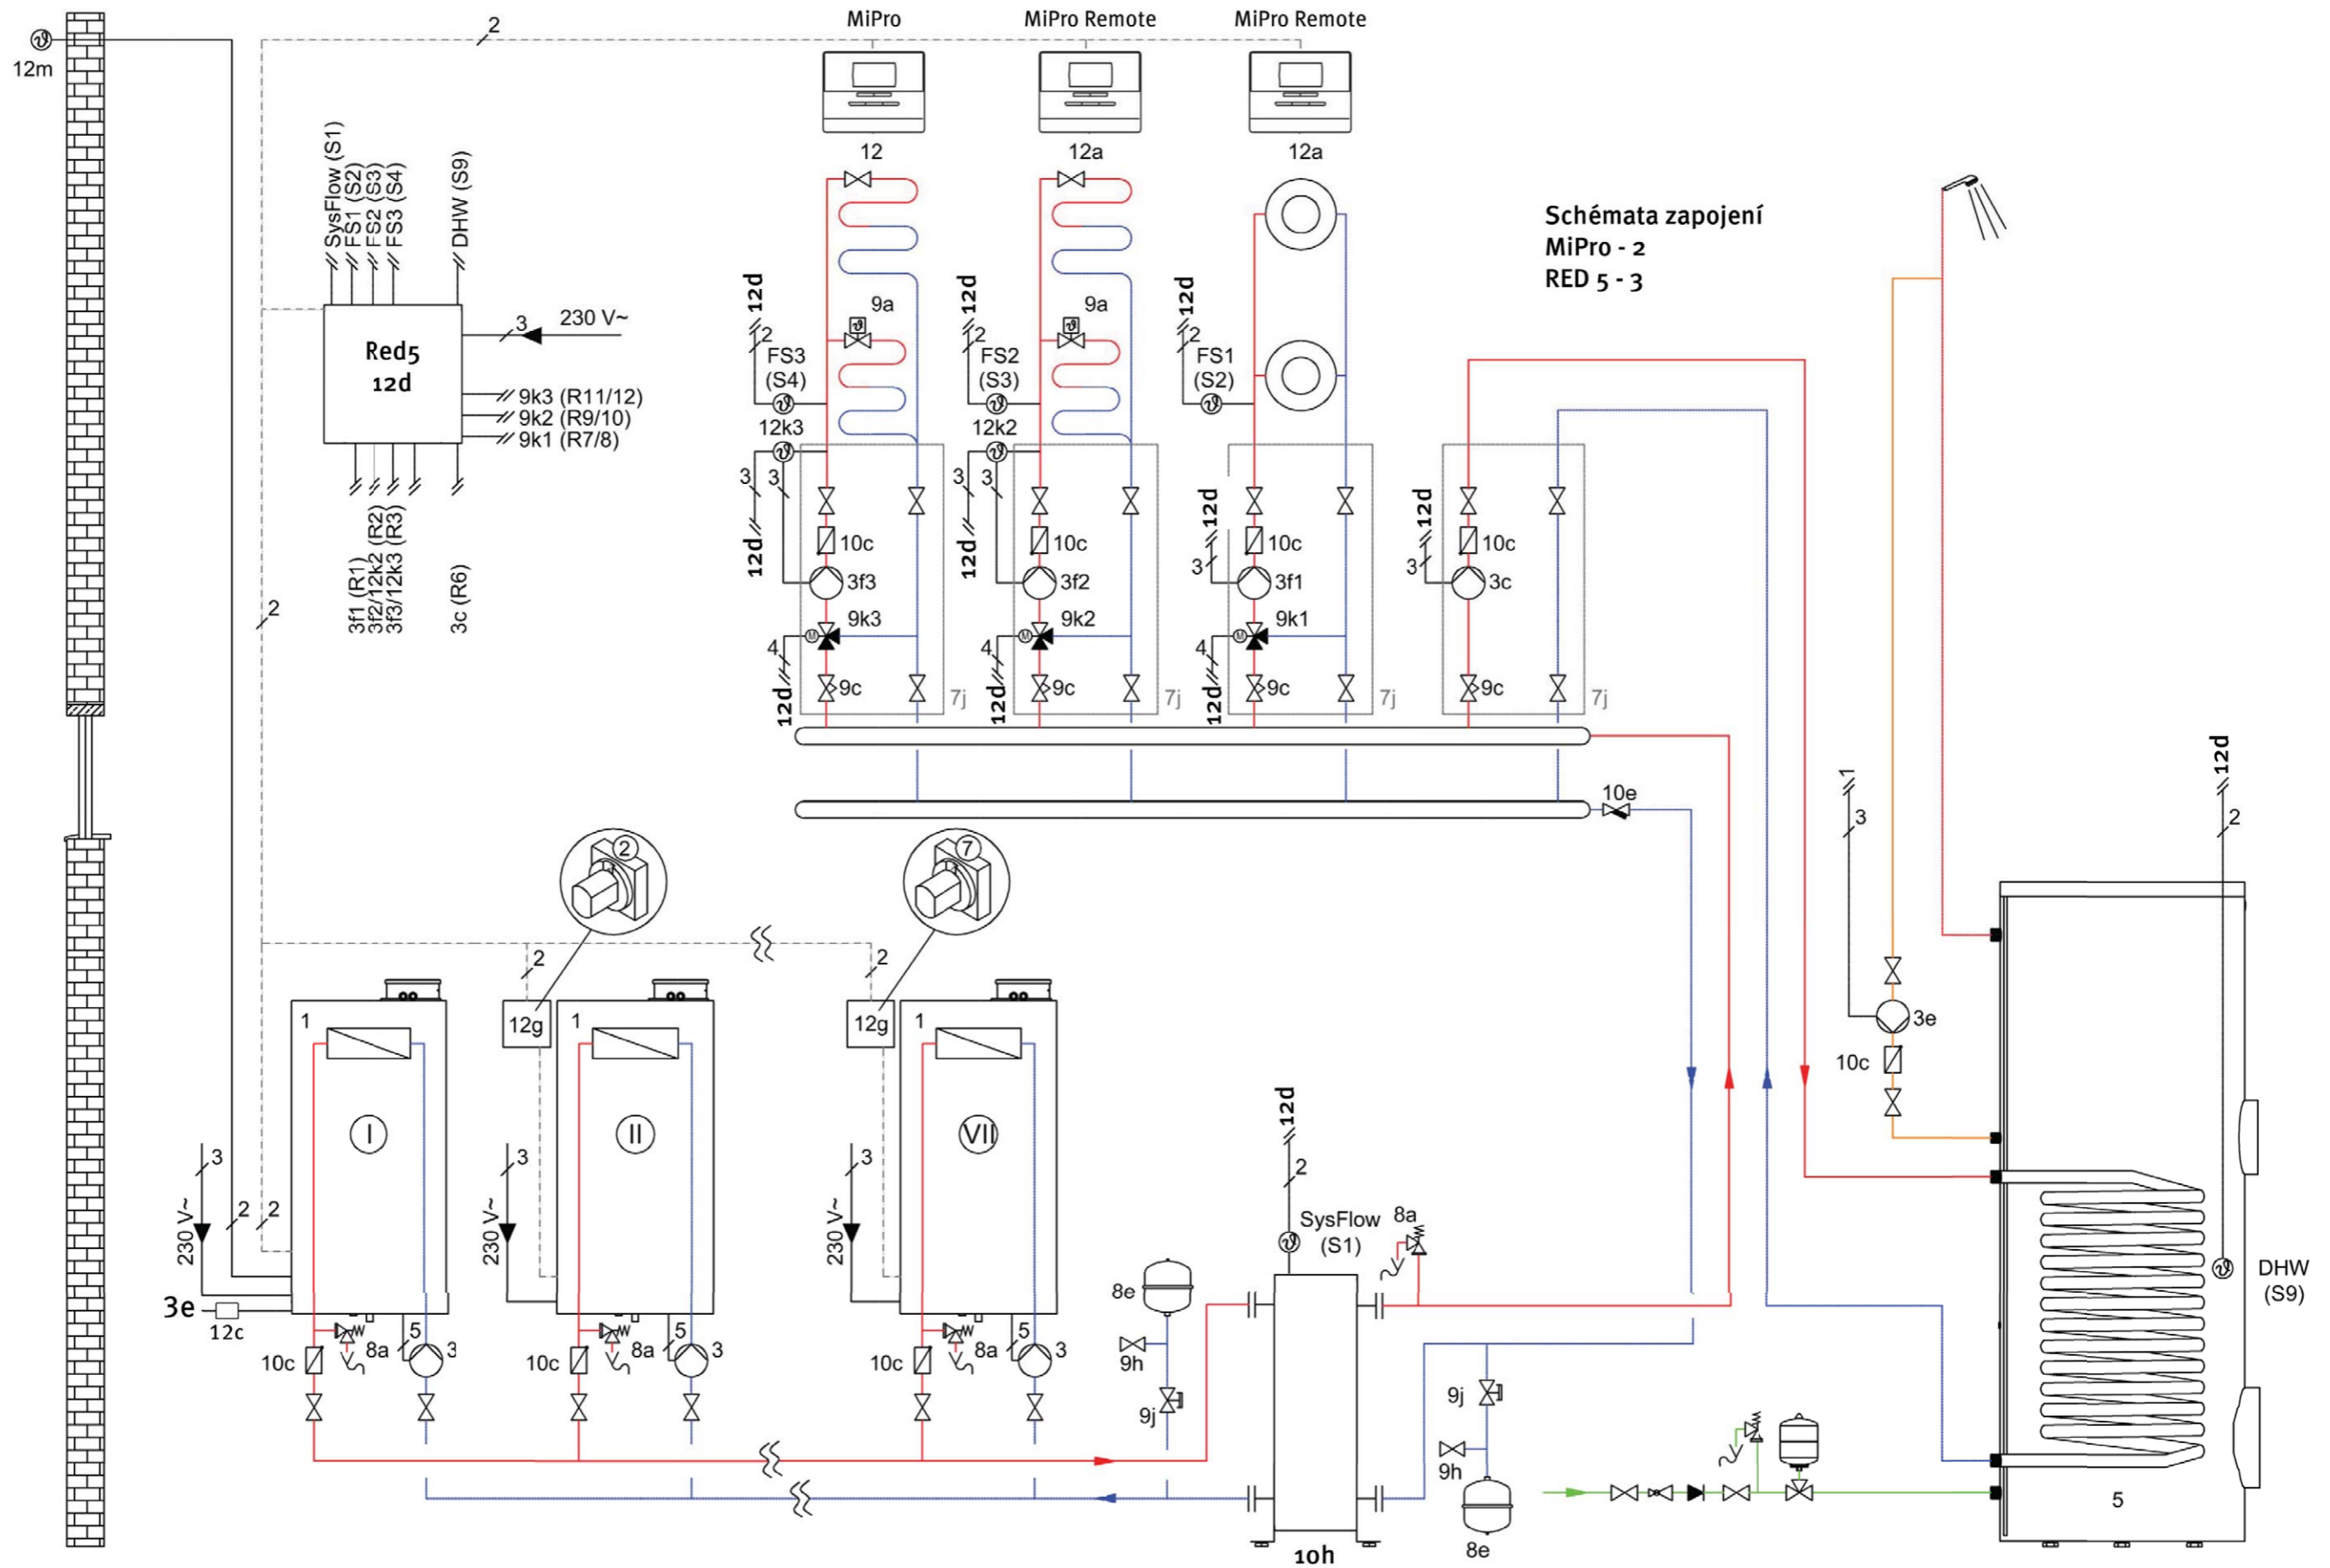 MiPro
MiPro Remote
MiPro Remote
2
12m
12
12a
12a
Schémata zapojení
MiPro - 2
RED 5 - 3
SysFlow (S1)
FS1 (S2)
FS2 (S3)
FS3 (S4)
DHW (S9)
3
230 V~
Red5
12d
9k3 (R11/12)
9k2 (R9/10)
9k1 (R7/8)
3f1 (R1)
3f2/12k2 (R2)
3f3/12k3 (R3)
3c (R6)
2
12d
2
FS3
(S4)
9a
12d
2
FS2
(S3)
9a
12d
2
FS1
(S2)
12k3
3
3
12d
10c
3f3
M
9k3
4
12d
9c
7j
12k2
3
3
12d
10c
3f2
M
9k2
4
12d
9c
7j
12d
3
10c
3f1
M
9k1
4
12d
9c
7j
12d
3
10c
3c
9c
7j
10e
1
3
12d
2
2
7
2
2
12g
12g
1
1
1
I
II
VII
3e
10c
3
230 V~
2
2
3
230 V~
3
230 V~
3e
12c
10c
8a
5
3
10c
8a
5
3
10c
8a
5
3
8e
9h
9j
12d
2
SysFlow
(S1)
8a
DHW
(S9)
9j
9h
8e
10h
5